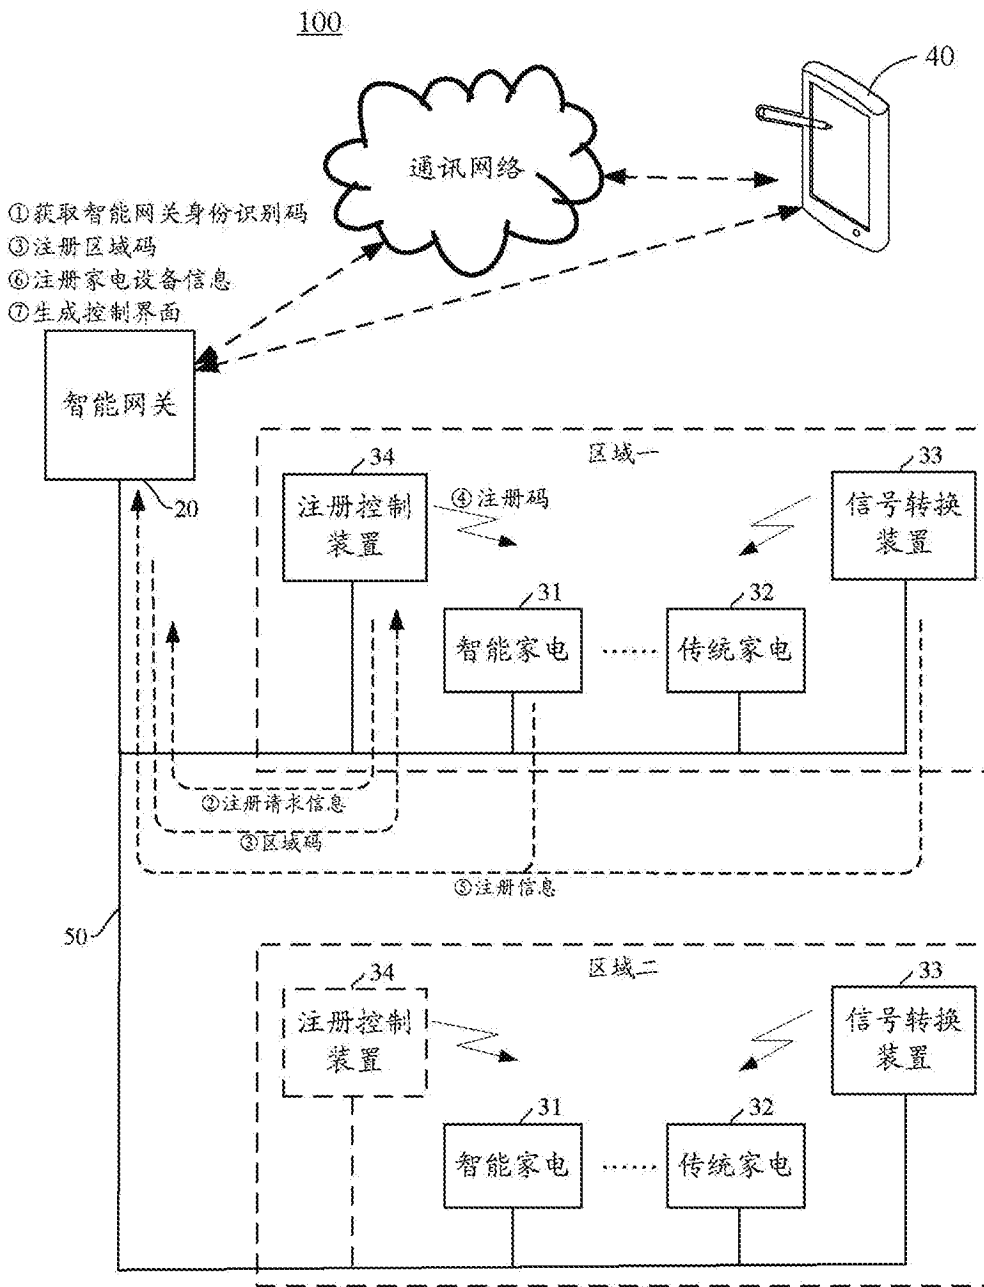 100
40
通讯网络
①获取智能网关身份识别码
③注册区域码
⑥注册家电设备信息
⑦生成控制界面
智能网关
20
区域一
34
注册控制
装置
④注册码
33
信号转换
装置
31
智能家电
......
32
传统家电
②注册请求信息
③区域码
⑤注册信息
50
区域二
34
注册控制
装置
33
信号转换
装置
31
智能家电
......
32
传统家电